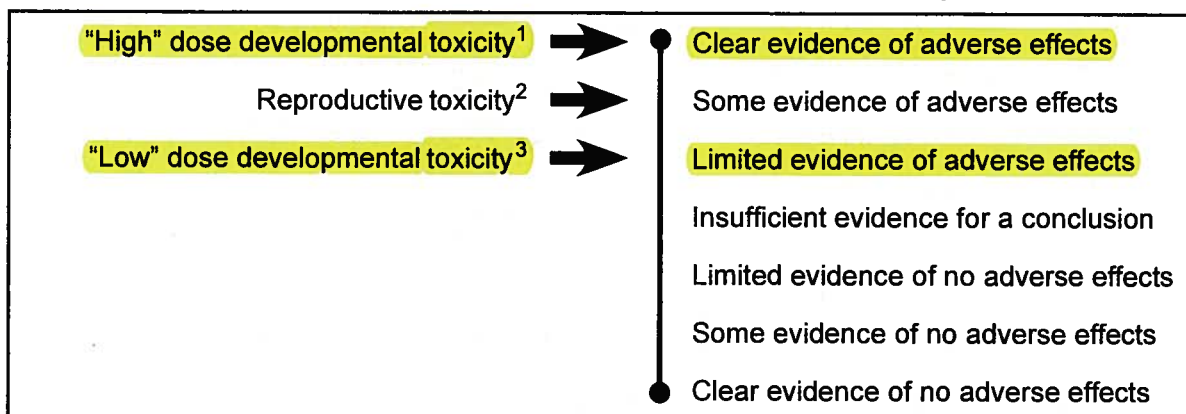 "High" dose developmental toxicity¹ Clear evidence of adverse effects
Reproductive toxicity² Some evidence of adverse effects
"Low" dose developmental toxicity³ Limited evidence of adverse effects
Insufficient evidence for a conclusion
Limited evidence of no adverse effects
Some evidence of no adverse effects
Clear evidence of no adverse effects